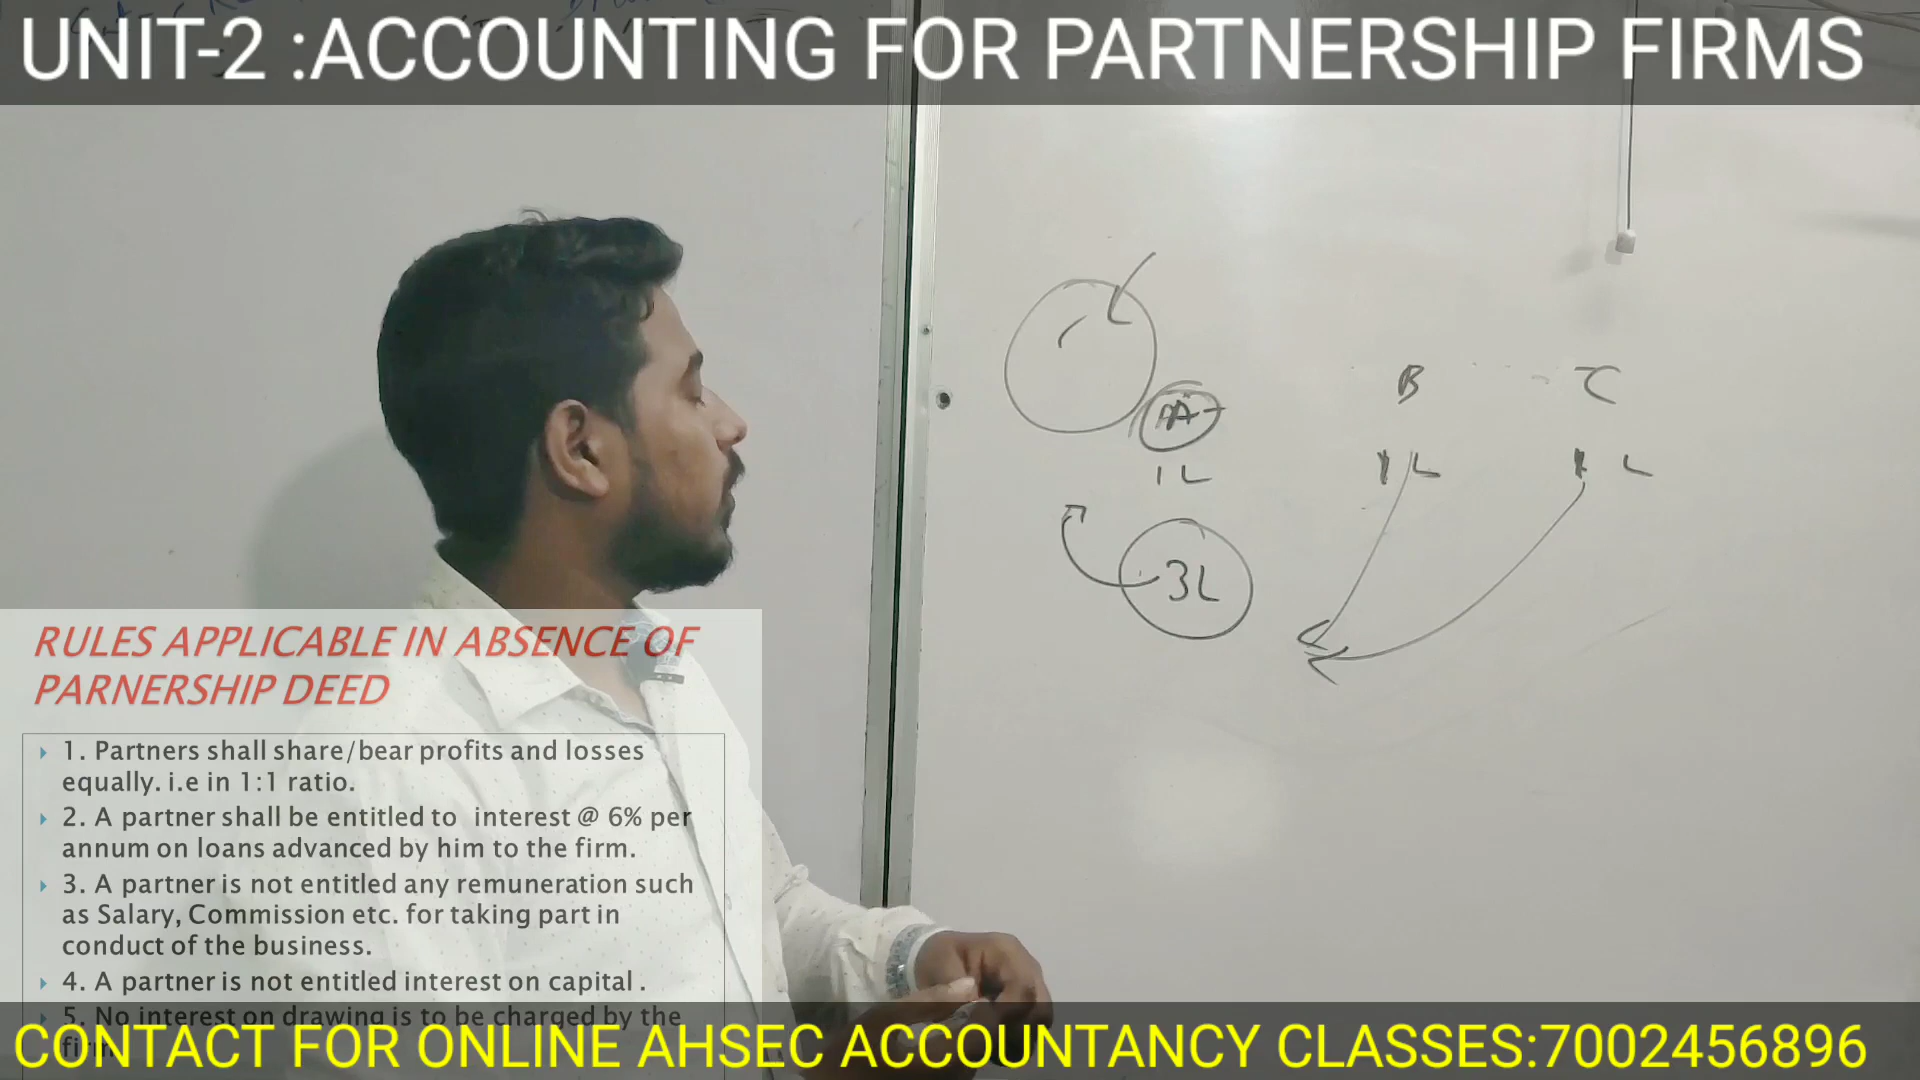 UNIT-2 :ACCOUNTING FOR PARTNERSHIP FIRMS
B C
1L 1 L
1L
3L
RULES APPLICABLE IN ABSENCE OF
PARNERSHIP DEED
1. Partners shall share/bear profits and losses
equally. i.e in 1:1 ratio.
2. A partner shall be entitled to interest @ 6% per
annum on loans advanced by him to the firm.
3. A partner is not entitled any remuneration such
as Salary, Commission etc. for taking part in
conduct of the business.
4. A partner is not entitled interest on capital .
5. No interest on drawing is to be charged by the
firm
CONTACT FOR ONLINE AHSEC ACCOUNTANCY CLASSES:7002456896